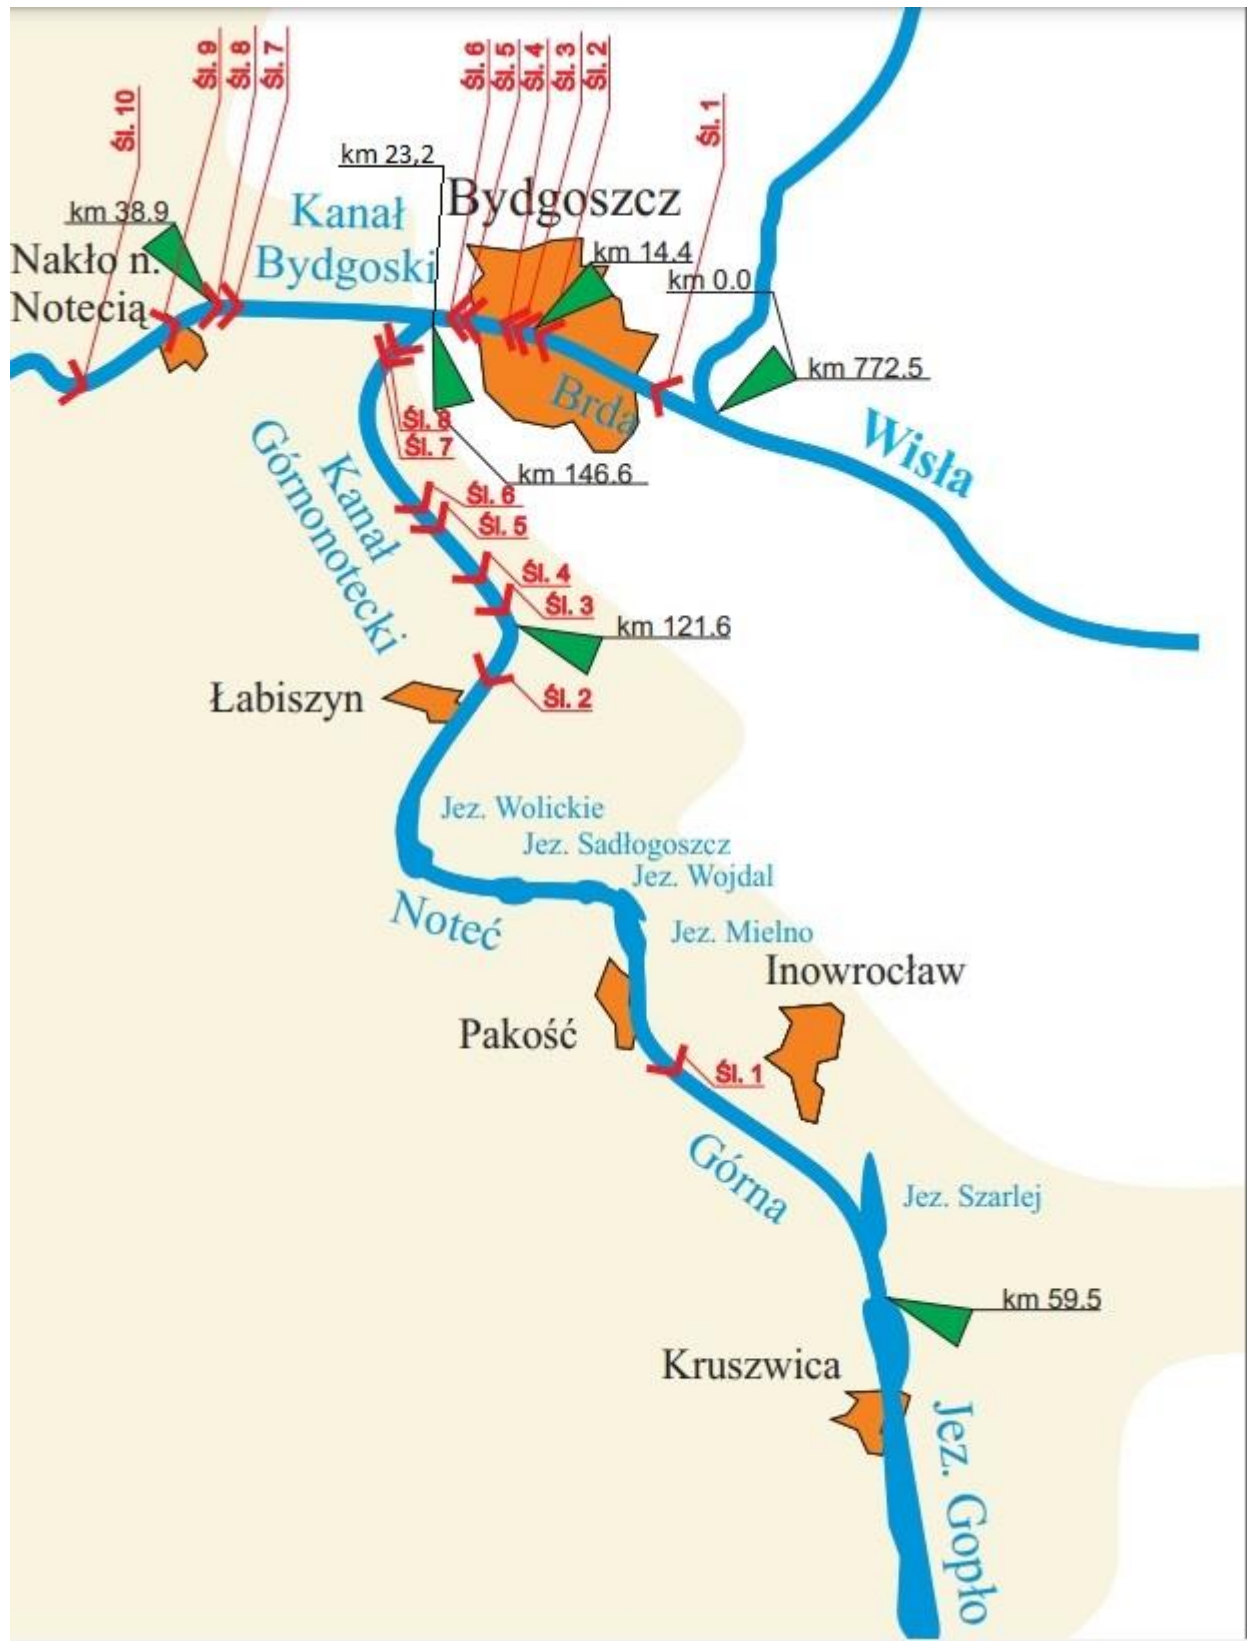 Śl. 10
Śl. 9
Śl. 8
Śl. 7
Śl. 6
Śl. 5
Śl. 4
Śl. 3
Śl. 2
Śl. 1
km 23,2
km 38.9
Kanał
Bydgoski
Bydgoszcz
km 14.4
km 0.0
Nakło n.
Notecią
km 772.5
Brda
Wisła
Śl. 8
Śl. 7
km 146.6
Kanał
Górnonotecki
Śl. 6
Śl. 5
Śl. 4
Śl. 3
km 121.6
Łabiszyn
Śl. 2
Jez. Wolickie
Jez. Sadłogoszcz
Jez. Wojdal
Noteć
Jez. Mielno
Inowrocław
Pakość
Śl. 1
Górna
Jez. Szarlej
km 59.5
Kruszwica
Jez. Gopło